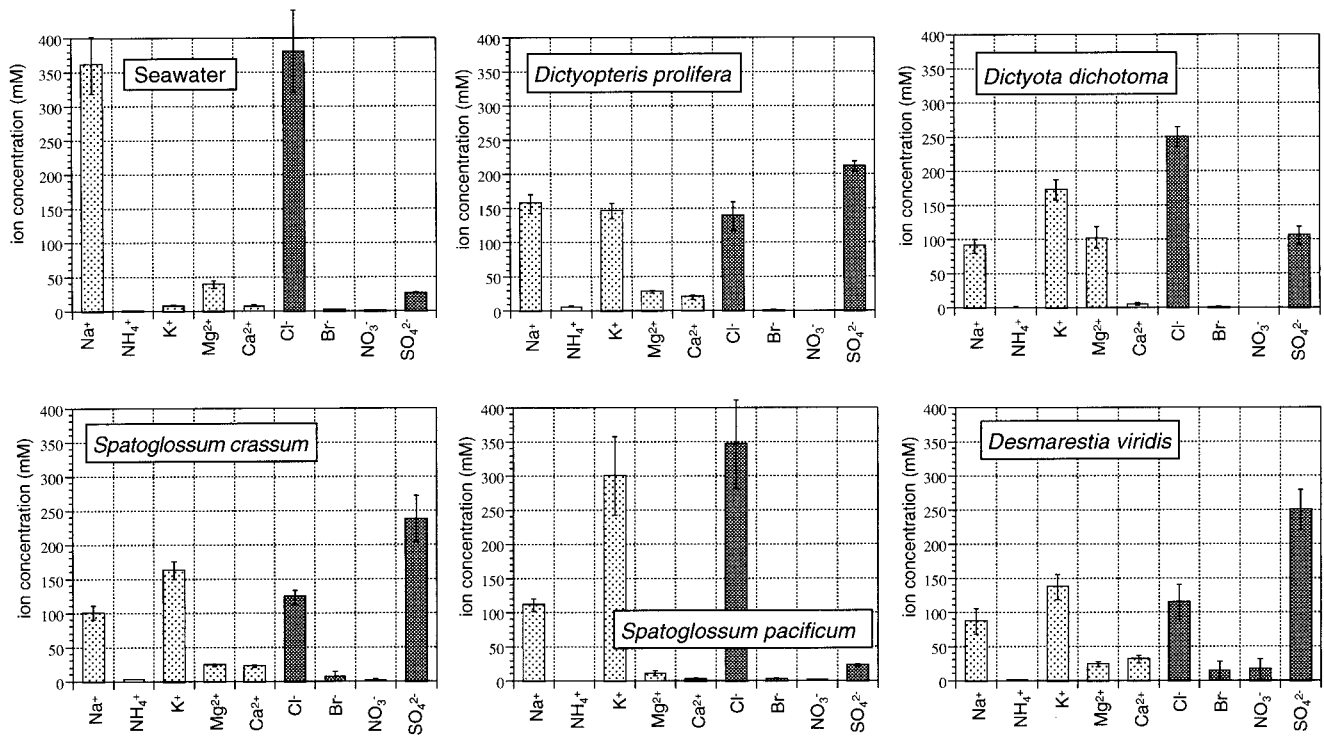 Seawater
ion concentration (mM)
400
350
300
250
200
150
100
50
0
Na+
NH4+
K+
Mg2+
Ca2+
Cl-
Br-
NO3-
SO42-
Dictyopteris prolifera
ion concentration (mM)
400
350
300
250
200
150
100
50
0
Na+
NH4+
K+
Mg2+
Ca2+
Cl-
Br-
NO3-
SO42-
Dictyota dichotoma
ion concentration (mM)
400
350
300
250
200
150
100
50
0
Na+
NH4+
K+
Mg2+
Ca2+
Cl-
Br-
NO3-
SO42-
Spatoglossum crassum
ion concentration (mM)
400
350
300
250
200
150
100
50
0
Na+
NH4+
K+
Mg2+
Ca2+
Cl-
Br-
NO3-
SO42-
Spatoglossum pacificum
ion concentration (mM)
400
350
300
250
200
150
100
50
0
Na+
NH4+
K+
Mg2+
Ca2+
Cl-
Br-
NO3-
SO42-
Desmarestia viridis
ion concentration (mM)
400
350
300
250
200
150
100
50
0
Na+
NH4+
K+
Mg2+
Ca2+
Cl-
Br-
NO3-
SO42-